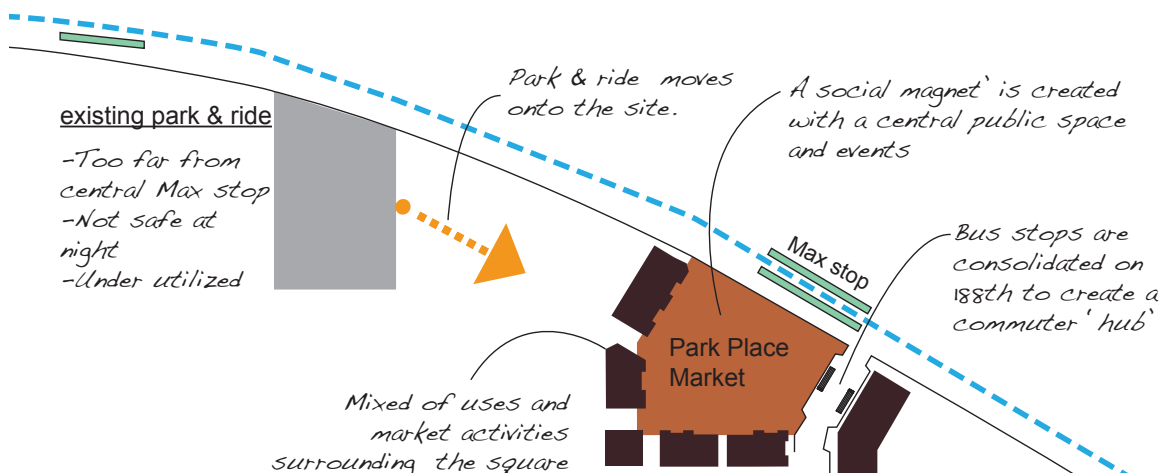 existing park & ride
-Too far from
central Max stop
-Not safe at
night
-Under utilized
Park & ride moves
onto the site.
A social magnet' is created
with a central public space
and events
Max stop
Bus stops are
consolidated on
188th to create a
commuter 'hub'
Park Place
Market
Mixed of uses and
market activities
surrounding the square